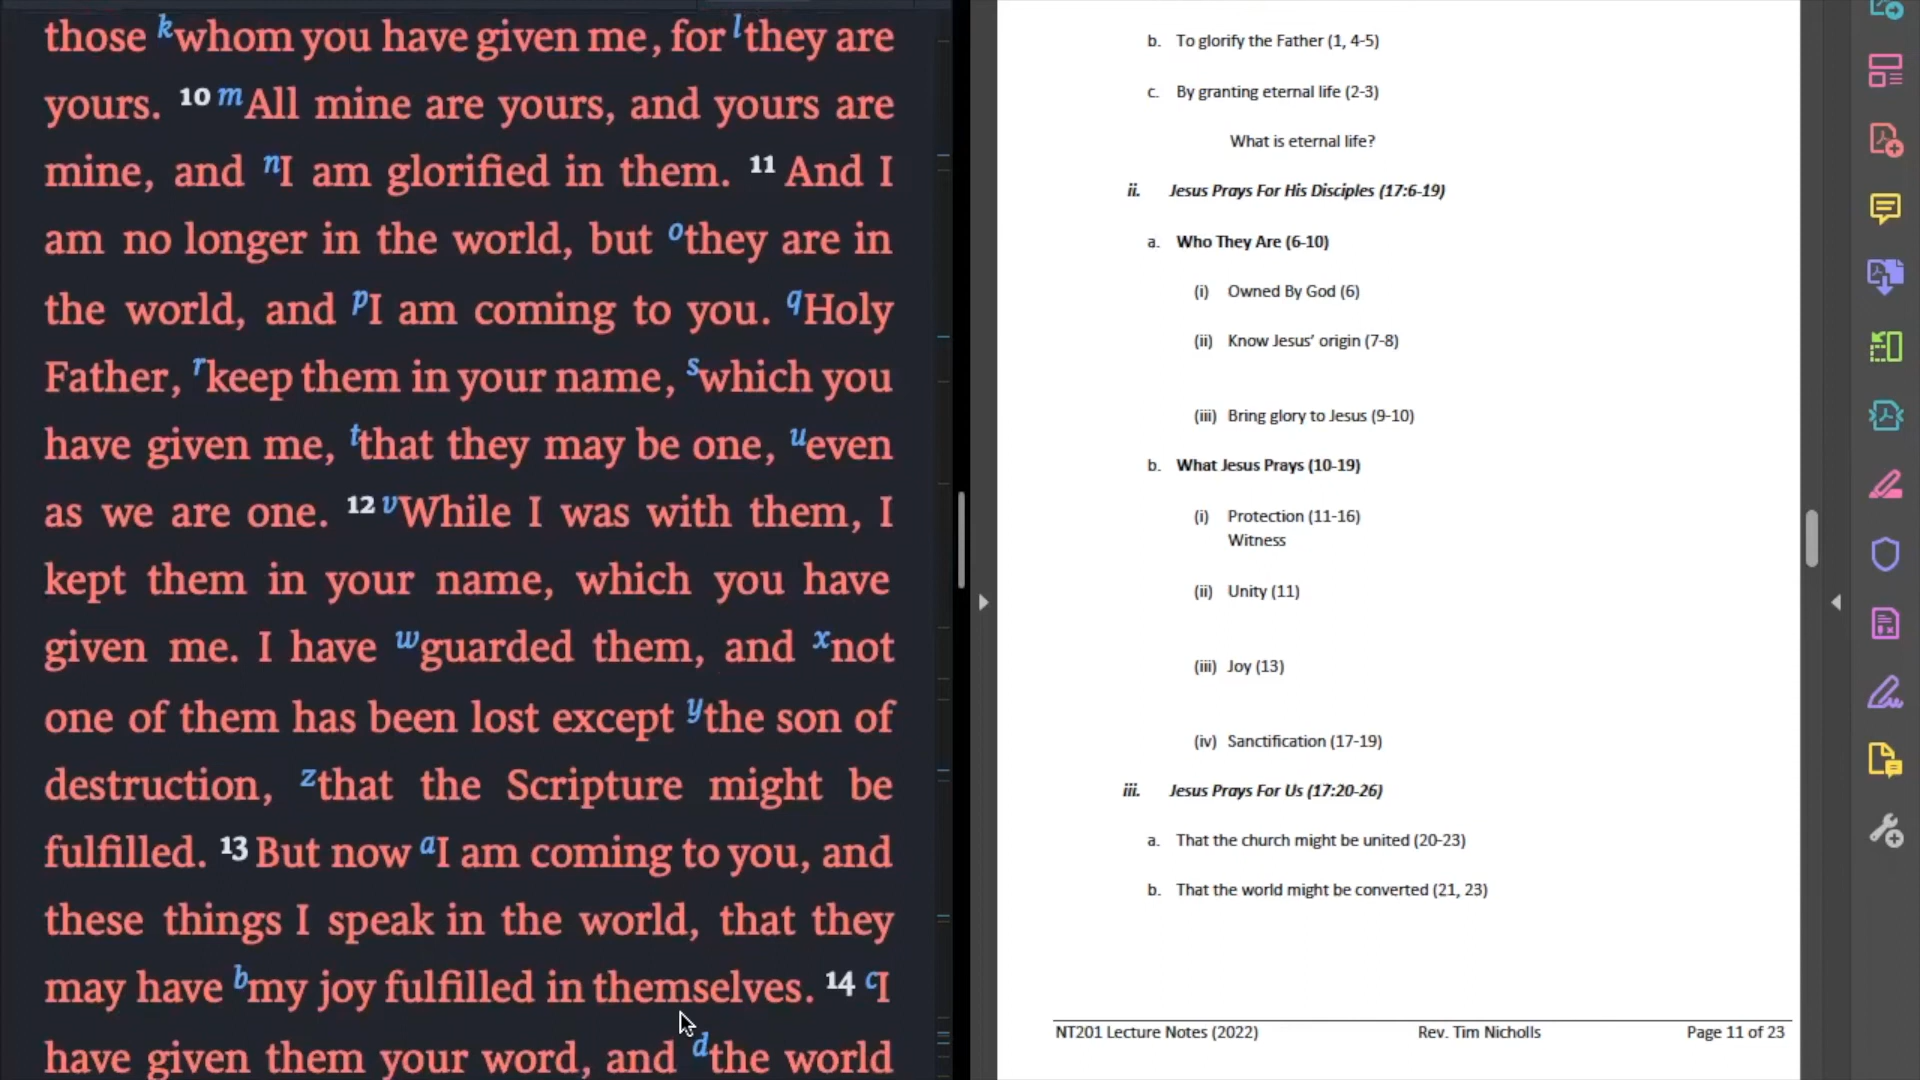 those kwhom you have given me, for lthey are
yours. 10 mAll mine are yours, and yours are
mine, and nI am glorified in them. 11 And I
am no longer in the world, but othey are in
the world, and pI am coming to you. qHoly
Father, rkeep them in your name, swhich you
have given me, tthat they may be one, ueven
as we are one. 12 vWhile I was with them, I
kept them in your name, which you have
given me. I have wguarded them, and xnot
one of them has been lost except ythe son of
destruction, zthat the Scripture might be
fulfilled. 13 But now aI am coming to you, and
these things I speak in the world, that they
may have bmy joy fulfilled in themselves. 14 cI
have given them your word, and dthe world
b. To glorify the Father (1, 4-5)
c. By granting eternal life (2-3)
What is eternal life?
ii. Jesus Prays For His Disciples (17:6-19)
a. Who They Are (6-10)
(i) Owned By God (6)
(ii) Know Jesus’ origin (7-8)
(iii) Bring glory to Jesus (9-10)
b. What Jesus Prays (10-19)
(i) Protection (11-16)
Witness
(ii) Unity (11)
(iii) Joy (13)
(iv) Sanctification (17-19)
iii. Jesus Prays For Us (17:20-26)
a. That the church might be united (20-23)
b. That the world might be converted (21, 23)
NT201 Lecture Notes (2022) Rev. Tim Nicholls Page 11 of 23